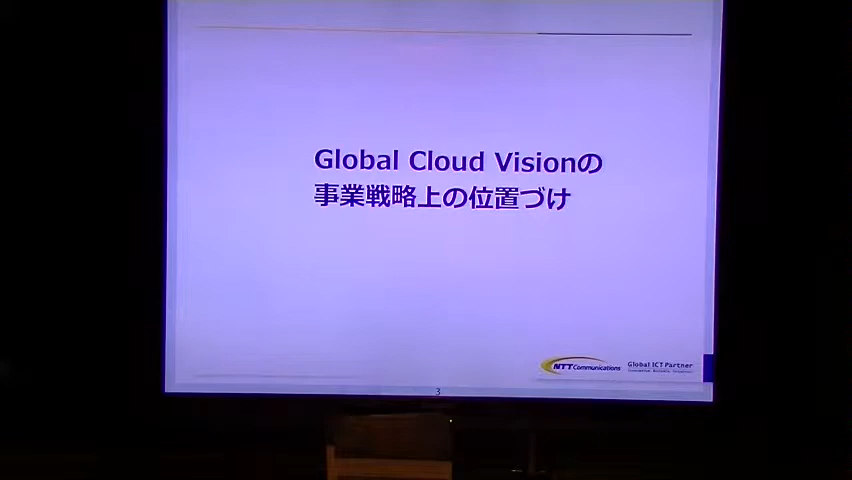 Global Cloud Visionの
事業戦略上の位置づけ
NTT Communications
Global ICT Partner
3